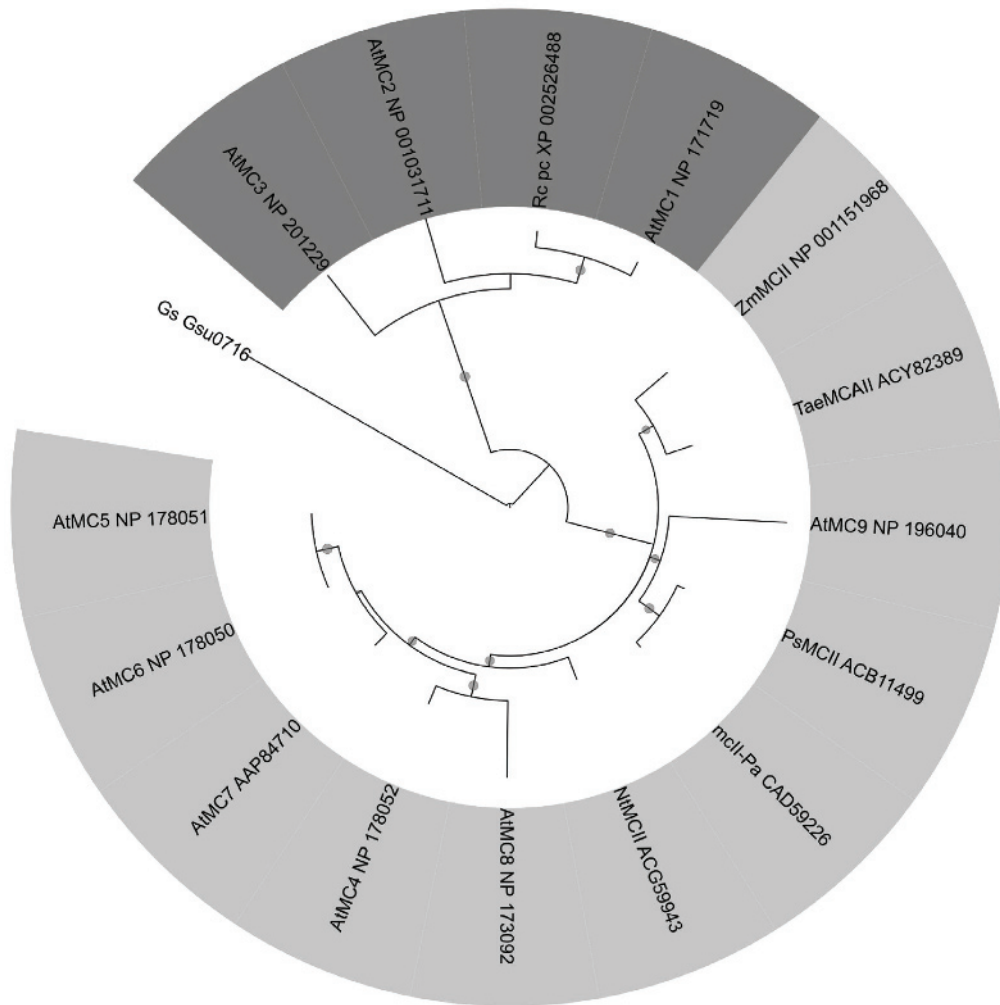 Gs Gsu0716
AtMC3 NP 201229
AtMC2 NP 001031711
Rc pc XP 002526488
AtMC1 NP 171719
ZmMCII NP 001151968
TaeMCAII ACY82389
AtMC9 NP 196040
PsMCII ACB11499
mcII-Pa CAD59226
NtMCII ACG59943
AtMC8 NP 173092
AtMC4 NP 178052
AtMC7 AAP84710
AtMC6 NP 178050
AtMC5 NP 178051